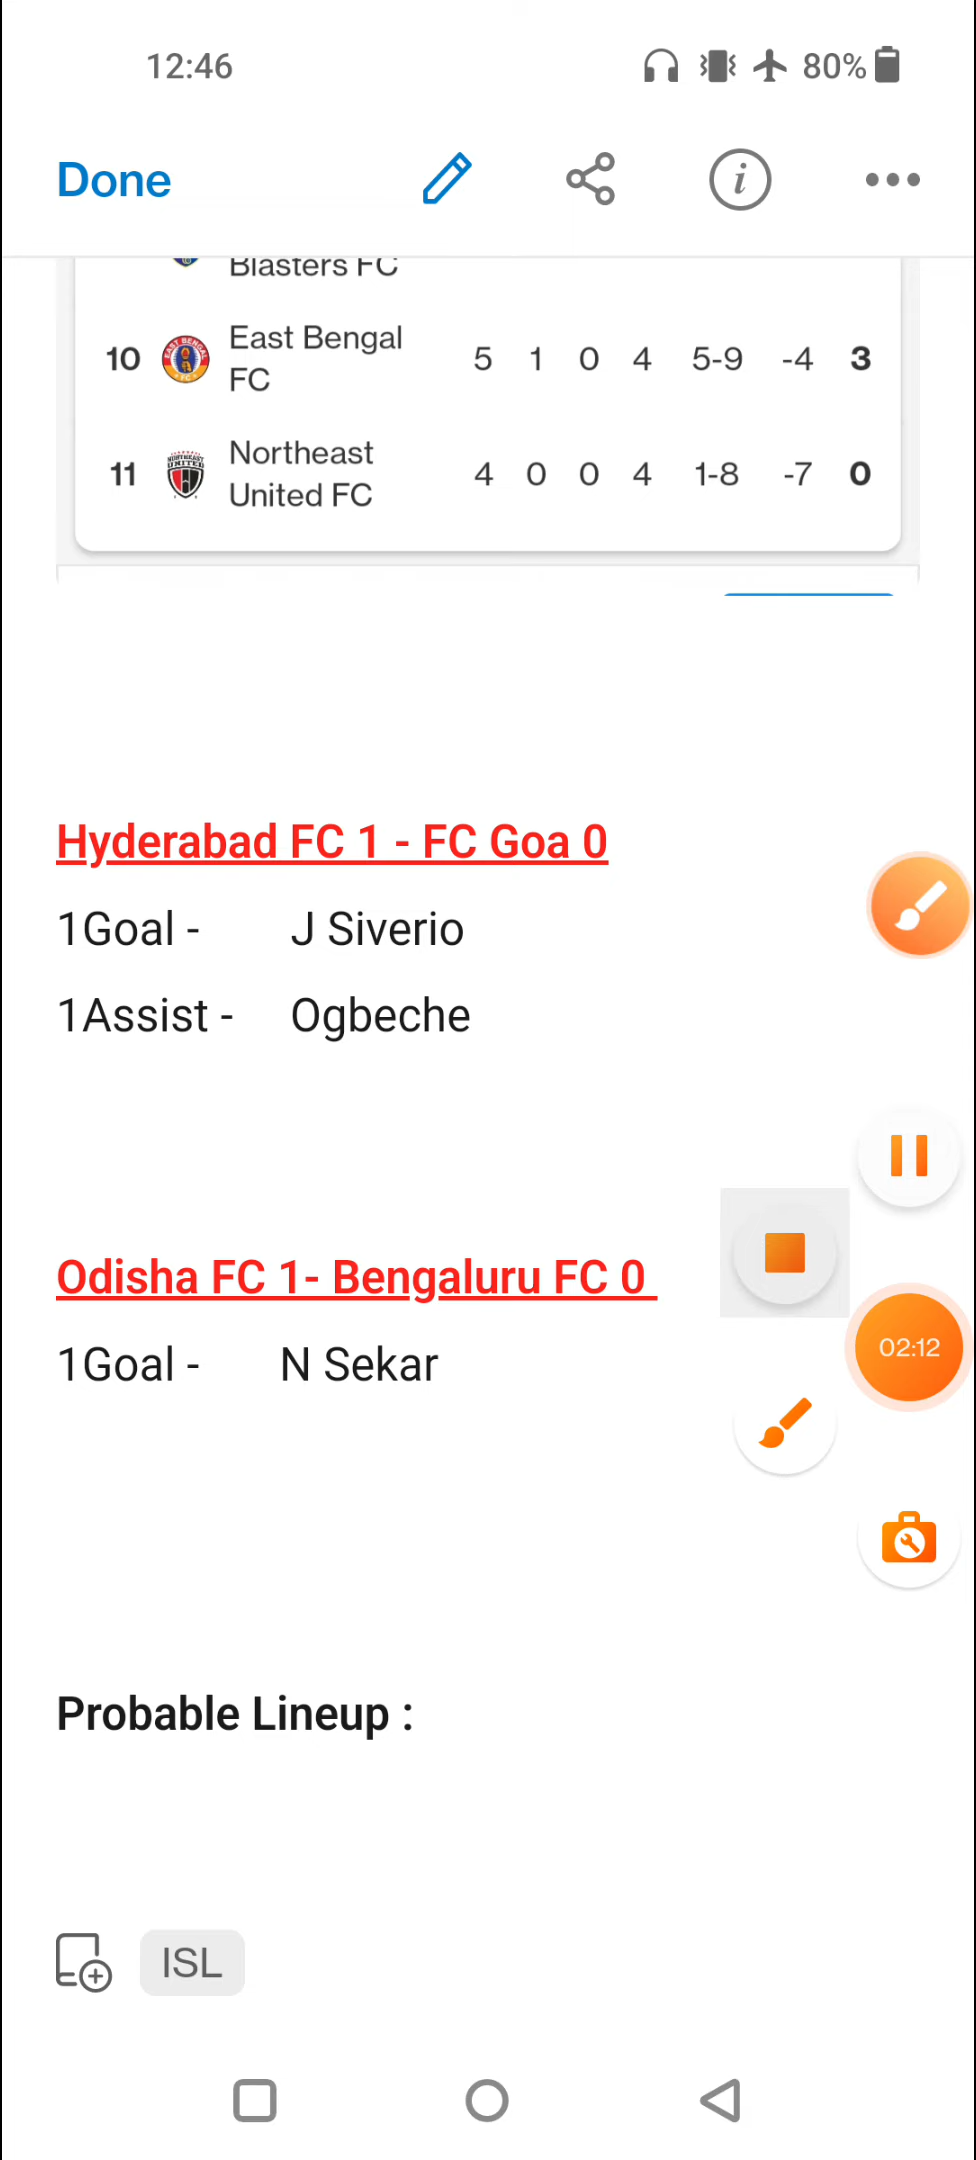 12:46
80%
Done
Blasters FC
10 East Bengal FC 5 1 0 4 5-9 -4 3
11 Northeast United FC 4 0 0 4 1-8 -7 0
Hyderabad FC 1 - FC Goa 0
1Goal - J Siverio
1Assist - Ogbeche
Odisha FC 1- Bengaluru FC 0
1Goal - N Sekar
02:12
Probable Lineup :
ISL